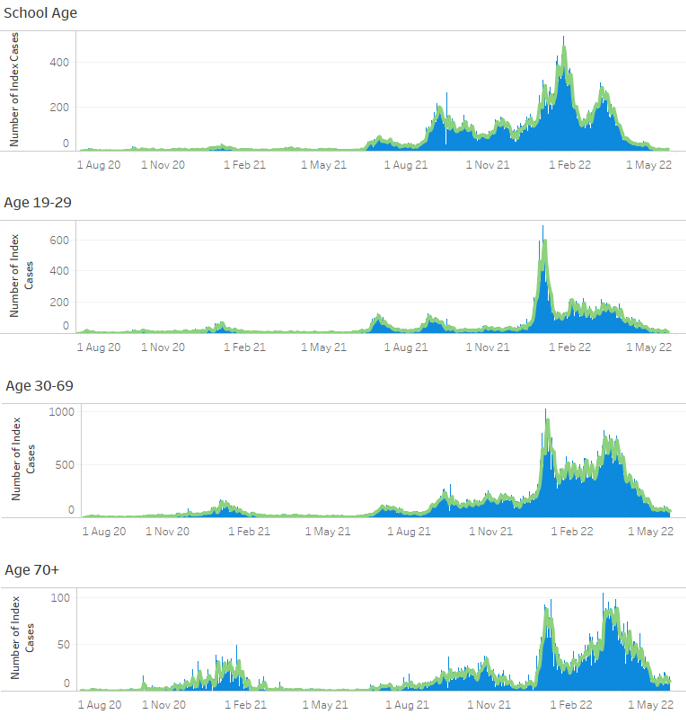 School Age
Number of Index Cases
400
200
0
1 Aug 20 1 Nov 20 1 Feb 21 1 May 21 1 Aug 21 1 Nov 21 1 Feb 22 1 May 22
Age 19-29
Number of Index
Cases
600
400
200
0
1 Aug 20 1 Nov 20 1 Feb 21 1 May 21 1 Aug 21 1 Nov 21 1 Feb 22 1 May 22
Age 30-69
Number of Index
Cases
1000
500
0
1 Aug 20 1 Nov 20 1 Feb 21 1 May 21 1 Aug 21 1 Nov 21 1 Feb 22 1 May 22
Age 70+
Number of Index
Cases
100
50
0
1 Aug 20 1 Nov 20 1 Feb 21 1 May 21 1 Aug 21 1 Nov 21 1 Feb 22 1 May 22